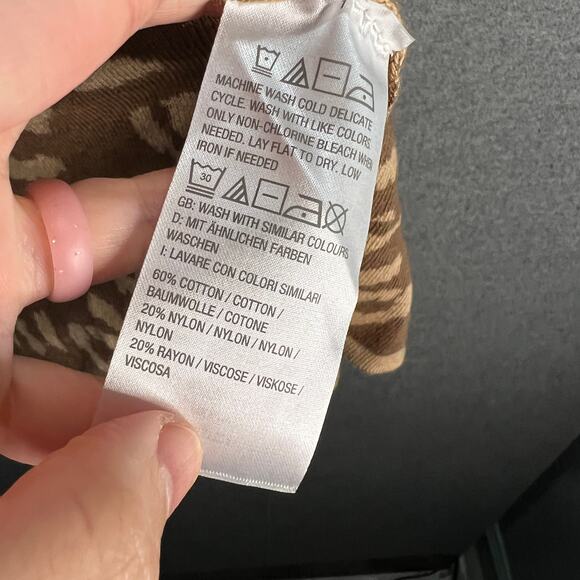 MACHINE WASH COLD DELICATE
CYCLE. WASH WITH LIKE COLORS.
ONLY NON-CHLORINE BLEACH WHEN
NEEDED. LAY FLAT TO DRY. LOW
IRON IF NEEDED
30
GB: WASH WITH SIMILAR COLOURS
D: MIT ÄHNLICHEN FARBEN
WASCHEN
I: LAVARE CON COLORI SIMILARI
60% COTTON / COTTON /
BAUMWOLLE / COTONE
20% NYLON / NYLON / NYLON /
NYLON
20% RAYON / VISCOSE / VISKOSE /
VISCOSA